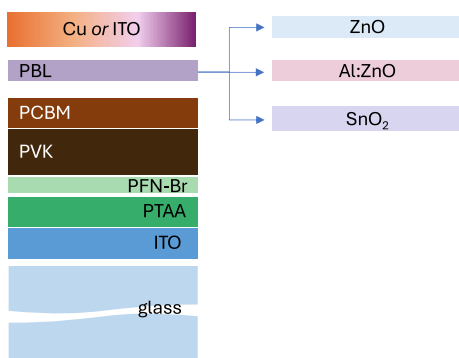 Cu or ITO
ZnO
PBL
Al:ZnO
SnO₂
PCBM
PVK
PFN-Br
PTAA
ITO
glass